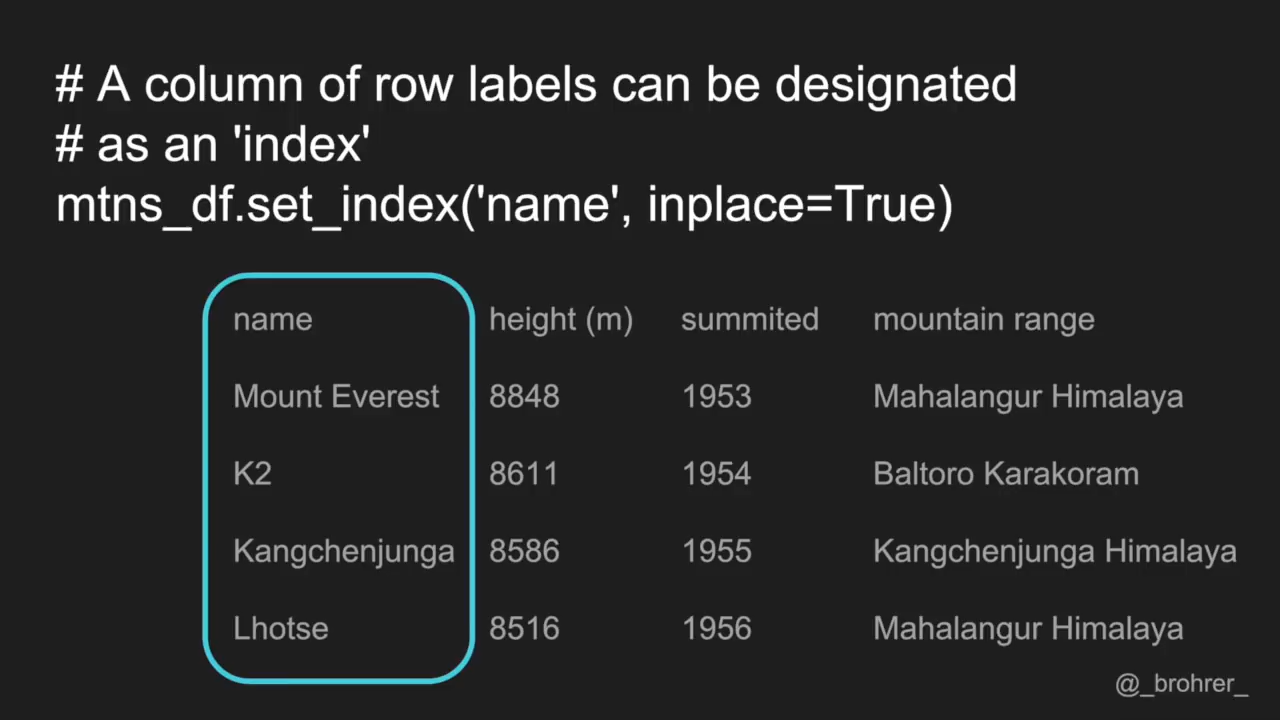 # A column of row labels can be designated
# as an 'index'
mtns_df.set_index('name', inplace=True)
name height (m) summited mountain range
Mount Everest 8848 1953 Mahalangur Himalaya
K2 8611 1954 Baltoro Karakoram
Kangchenjunga 8586 1955 Kangchenjunga Himalaya
Lhotse 8516 1956 Mahalangur Himalaya
@_brohrer_